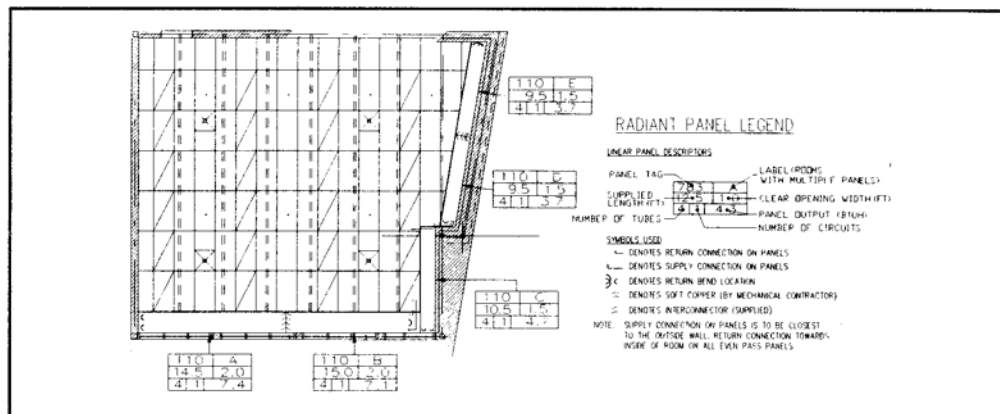 110 E
9.5 1.5
4 1 3.7
110 D
9.5 1.5
4 1 3.7
110 C
10.5 1.5
4 1
110 A
14.5 2.0
4 1 7.4
110 B
15.0 2.0
4 1 7.1
RADIANT PANEL LEGEND
LINEAR PANEL DESCRIPTORS
PANEL TAG
LABEL (ROOMS
WITH MULTIPLE PANELS)
SUPPLIED
LENGTH (FT)
CLEAR OPENING WIDTH (FT)
NUMBER OF TUBES
PANEL OUTPUT (BTUH)
NUMBER OF CIRCUITS
SYMBOLS USED
DENOTES RETURN CONNECTION ON PANELS
DENOTES SUPPLY CONNECTION ON PANELS
DENOTES RETURN BEND LOCATION
DENOTES SOFT COPPER (BY MECHANICAL CONTRACTOR)
DENOTES INTERCONNECTOR (SUPPLIED)
NOTE: SUPPLY CONNECTION ON PANELS IS TO BE CLOSEST
TO THE OUTSIDE WALL, RETURN CONNECTION TOWARDS
INSIDE OF ROOM ON ALL EVEN PASS PANELS